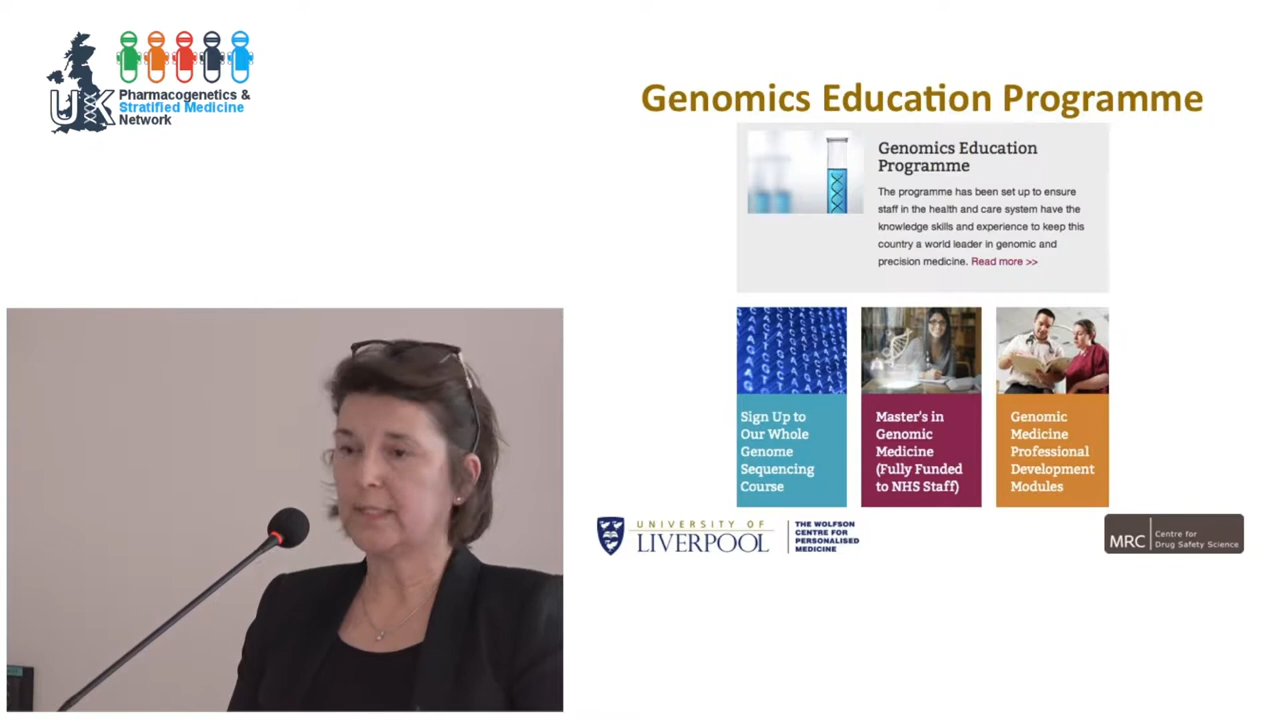 UK
Pharmacogenetics &
Stratified Medicine
Network
Genomics Education Programme
Genomics Education
Programme
The programme has been set up to ensure
staff in the health and care system have the
knowledge skills and experience to keep this
country a world leader in genomic and
precision medicine. Read more >>
Sign Up to
Our Whole
Genome
Sequencing
Course
Master's in
Genomic
Medicine
(Fully Funded
to NHS Staff)
Genomic
Medicine
Professional
Development
Modules
UNIVERSITY OF
LIVERPOOL
THE WOLFSON
CENTRE FOR
PERSONALISED
MEDICINE
MRC
Centre for
Drug Safety Science